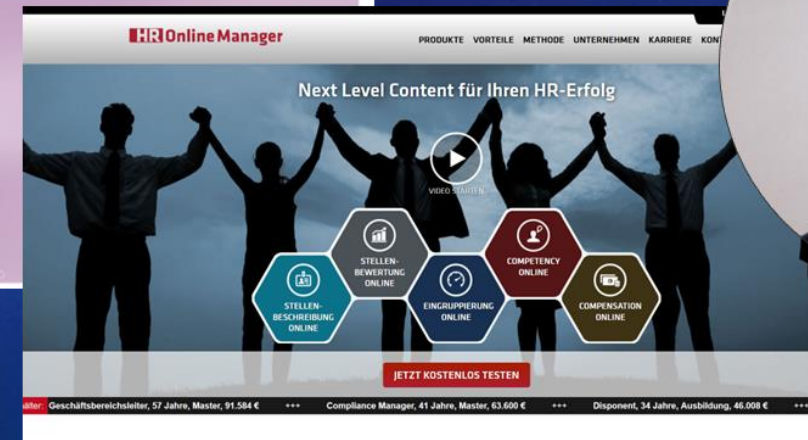 HR Online Manager
PRODUKTE VORTEILE METHODE UNTERNEHMEN KARRIERE
Next Level Content für Ihren HR-Erfolg
VIDEO STARTEN
STELLEN-
BEWERTUNG
ONLINE
COMPETENCY
ONLINE
STELLEN-
BESCHREIBUNG
ONLINE
EINGRUPPIERUNG
ONLINE
COMPENSATION
ONLINE
JETZT KOSTENLOS TESTEN
Geschäftsbereichsleiter, 57 Jahre, Master, 91.584 € +++ Compliance Manager, 41 Jahre, Master, 63.600 € +++ Disponent, 34 Jahre, Ausbildung, 46.008 € +++